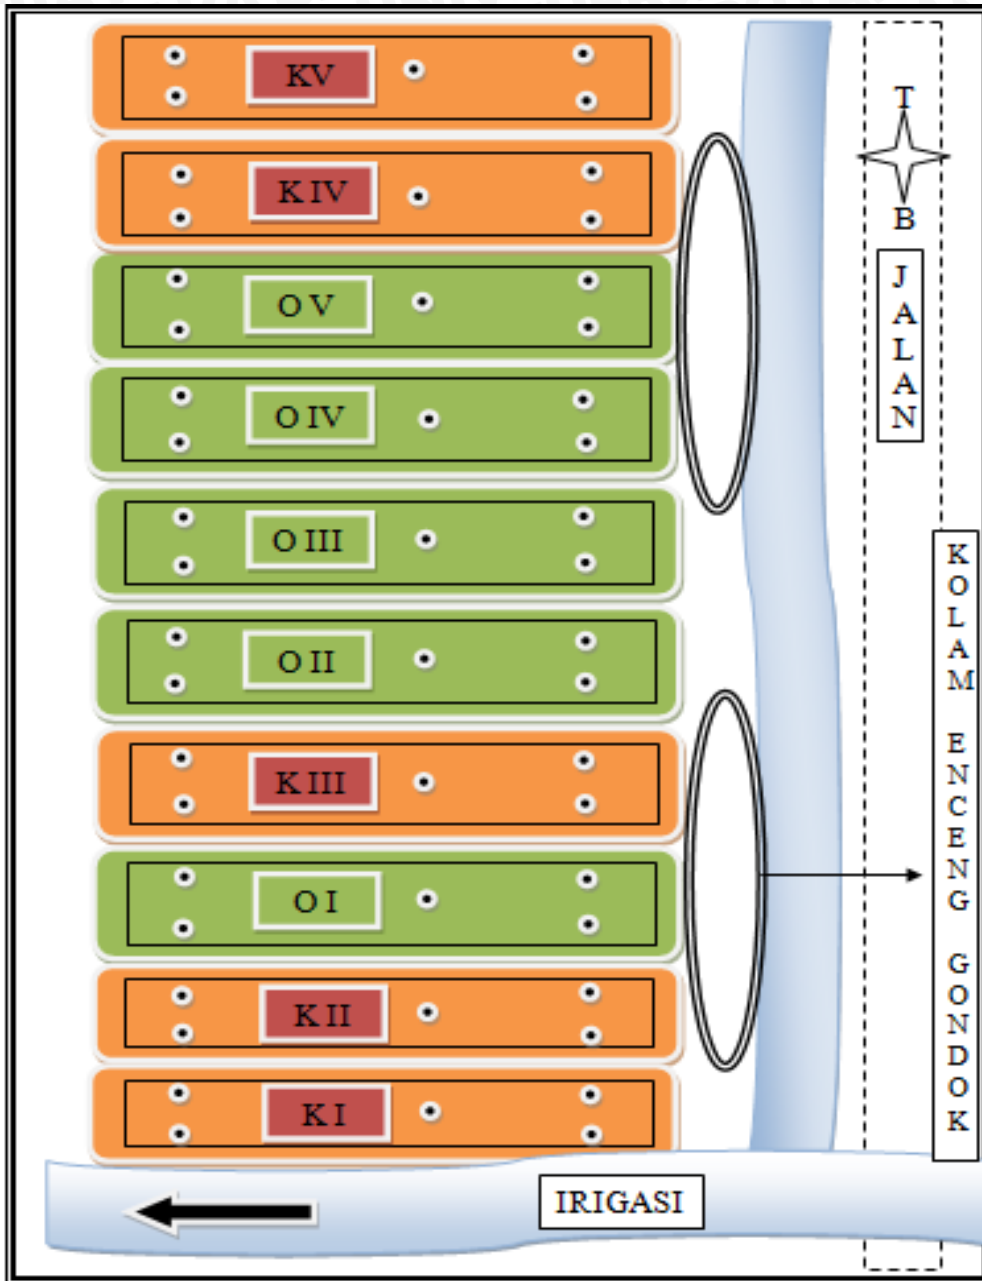 KV
K IV
O V
O IV
O III
O II
K III
O I
K II
K I
T
B
JALAN
KOLAM ENCENG GONDOK
IRIGASI